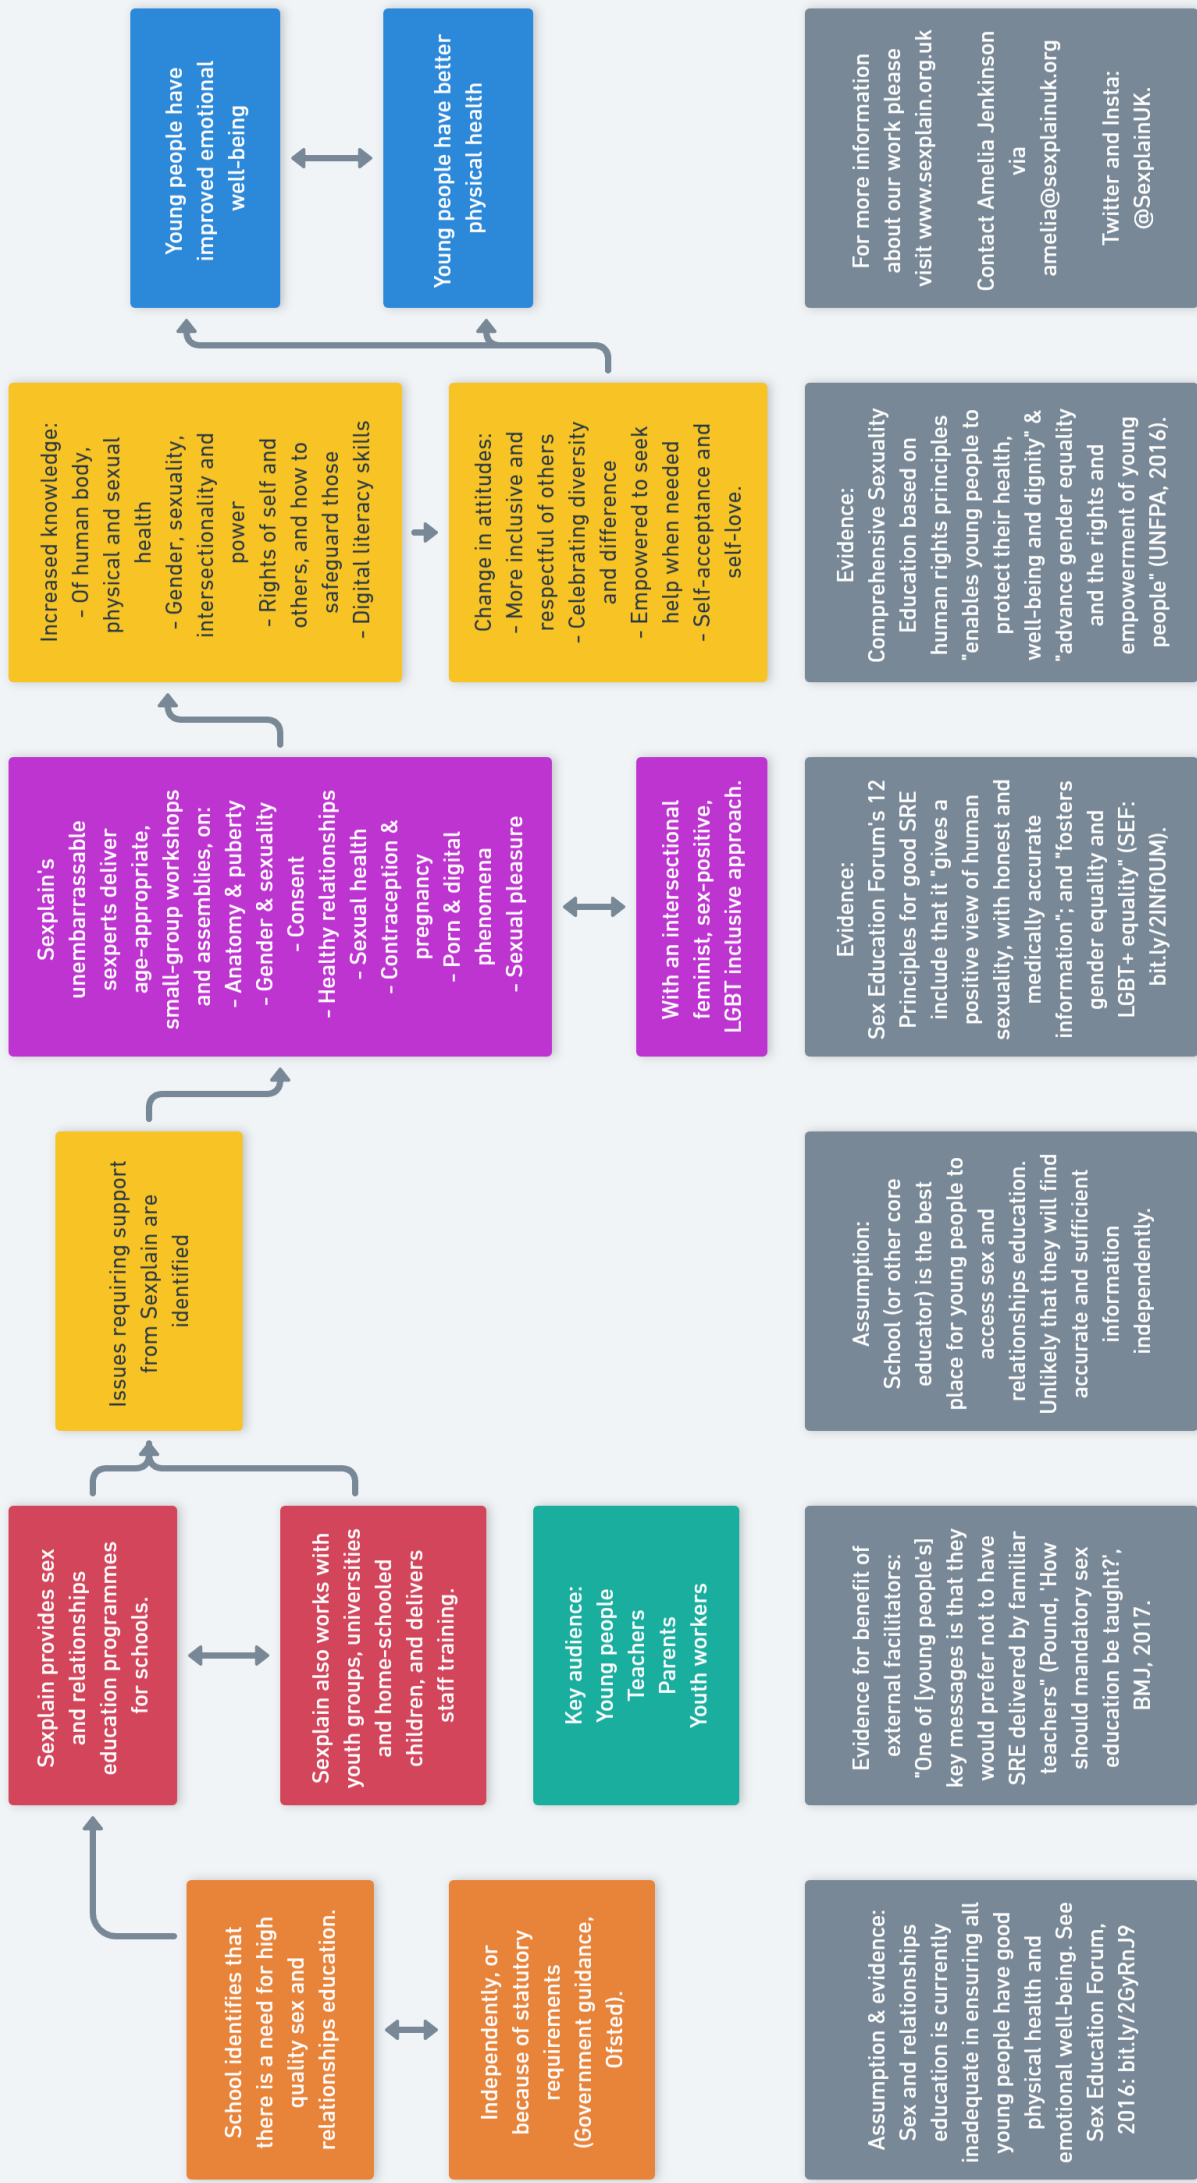 School identifies that
there is a need for high
quality sex and
relationships education.
Independently, or
because of statutory
requirements
(Government guidance,
Ofsted).
Assumption & evidence:
Sex and relationships
education is currently
inadequate in ensuring all
young people have good
physical health and
emotional well-being. See
Sex Education Forum,
2016: bit.ly/2GyRnJ9
Sexplain provides sex
and relationships
education programmes
for schools.
Sexplain also works with
youth groups, universities
and home-schooled
children, and delivers
staff training.
Key audience:
Young people
Teachers
Parents
Youth workers
Evidence for benefit of
external facilitators:
"One of [young people's]
key messages is that they
would prefer not to have
SRE delivered by familiar
teachers" (Pound, 'How
should mandatory sex
education be taught?',
BMJ, 2017.
Issues requiring support
from Sexplain are
identified
Assumption:
School (or other core
educator) is the best
place for young people to
access sex and
relationships education.
Unlikely that they will find
accurate and sufficient
information
independently.
Sexplain's
unembarrassable
sexperts deliver
age-appropriate,
small-group workshops
and assemblies, on:
- Anatomy & puberty
- Gender & sexuality
- Consent
- Healthy relationships
- Sexual health
- Contraception &
pregnancy
- Porn & digital
phenomena
- Sexual pleasure
With an intersectional
feminist, sex-positive,
LGBT inclusive approach.
Evidence:
Sex Education Forum's 12
Principles for good SRE
include that it "gives a
positive view of human
sexuality, with honest and
medically accurate
information"; and "fosters
gender equality and
LGBT+ equality" (SEF:
bit.ly/2INfOUM).
Increased knowledge:
- Of human body,
physical and sexual
health
- Gender, sexuality,
intersectionality and
power
- Rights of self and
others, and how to
safeguard those
- Digital literacy skills
Change in attitudes:
- More inclusive and
respectful of others
- Celebrating diversity
and difference
- Empowered to seek
help when needed
- Self-acceptance and
self-love.
Evidence:
Comprehensive Sexuality
Education based on
human rights principles
"enables young people to
protect their health,
well-being and dignity" &
"advance gender equality
and the rights and
empowerment of young
people" (UNFPA, 2016).
Young people have
improved emotional
well-being
Young people have better
physical health
For more information
about our work please
visit www.sexplain.org.uk
Contact Amelia Jenkinson
via
amelia@sexplainuk.org
Twitter and Insta:
@SexplainUK.